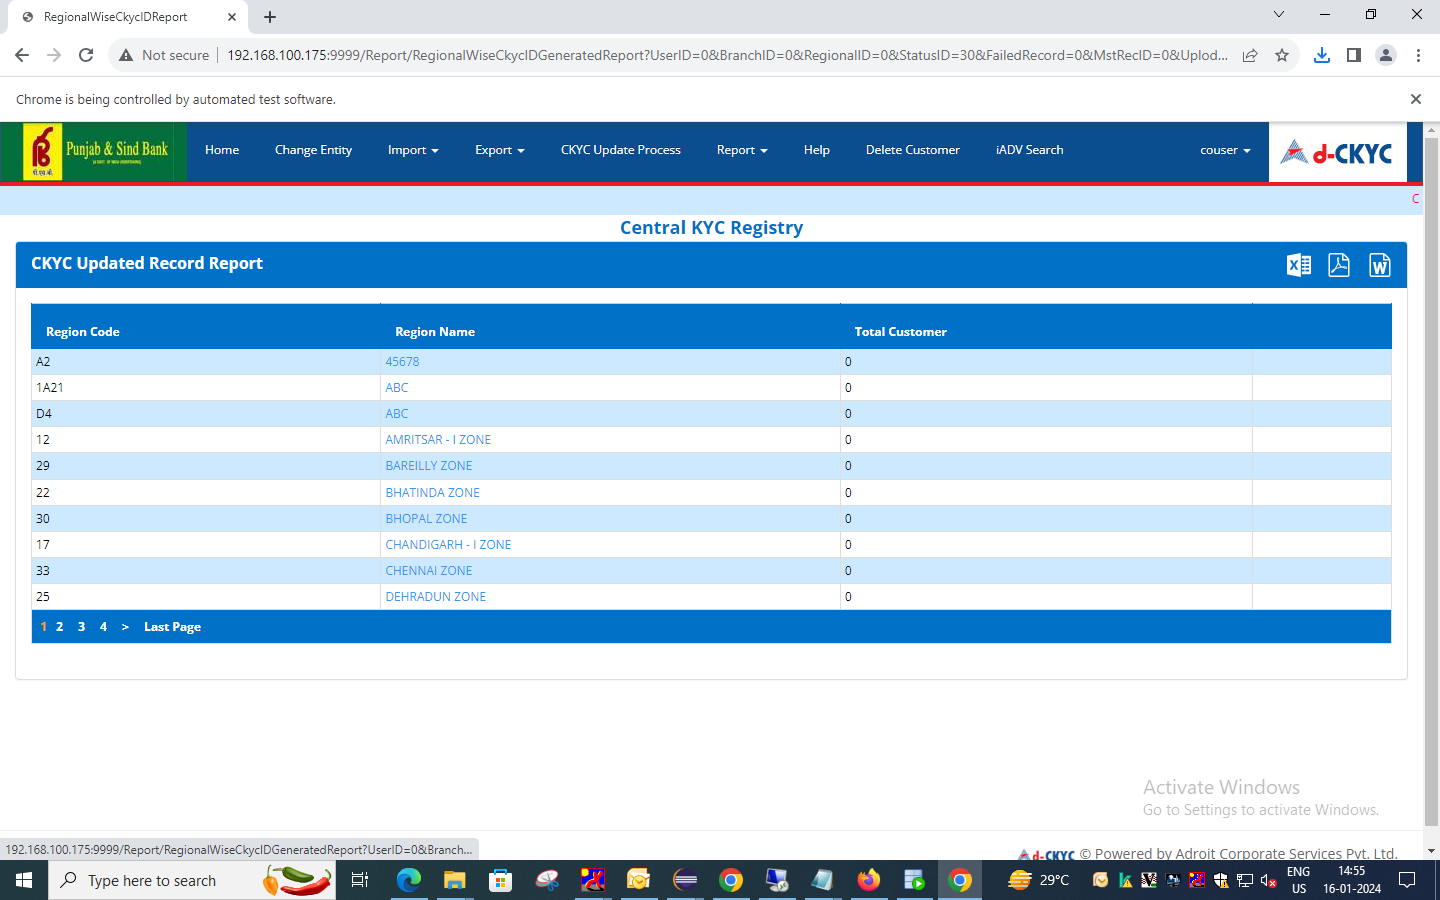 RegionalWiseCkycIDReport
Not secure
192.168.100.175:9999/Report/RegionalWiseCkycIDGeneratedReport?UserID=0&BranchID=0&RegionalID=0&StatusID=30&FailedRecord=0&MstRecID=0&Uplod...
Chrome is being controlled by automated test software.
Punjab & Sind Bank
पी.एस.बी.
Home
Change Entity
Import
Export
CKYC Update Process
Report
Help
Delete Customer
iADV Search
couser
d-CKYC
C
Central KYC Registry
CKYC Updated Record Report
Region Code Region Name Total Customer
A2 45678 0
1A21 ABC 0
D4 ABC 0
12 AMRITSAR - I ZONE 0
29 BAREILLY ZONE 0
22 BHATINDA ZONE 0
30 BHOPAL ZONE 0
17 CHANDIGARH - I ZONE 0
33 CHENNAI ZONE 0
25 DEHRADUN ZONE 0
1 2 3 4 > Last Page
Activate Windows
Go to Settings to activate Windows.
192.168.100.175:9999/Report/RegionalWiseCkycIDGeneratedReport?UserID=0&Branch...
d-CKYC © Powered by Adroit Corporate Services Pvt. Ltd.
Type here to search
29°C
ENG
US
14:55
16-01-2024